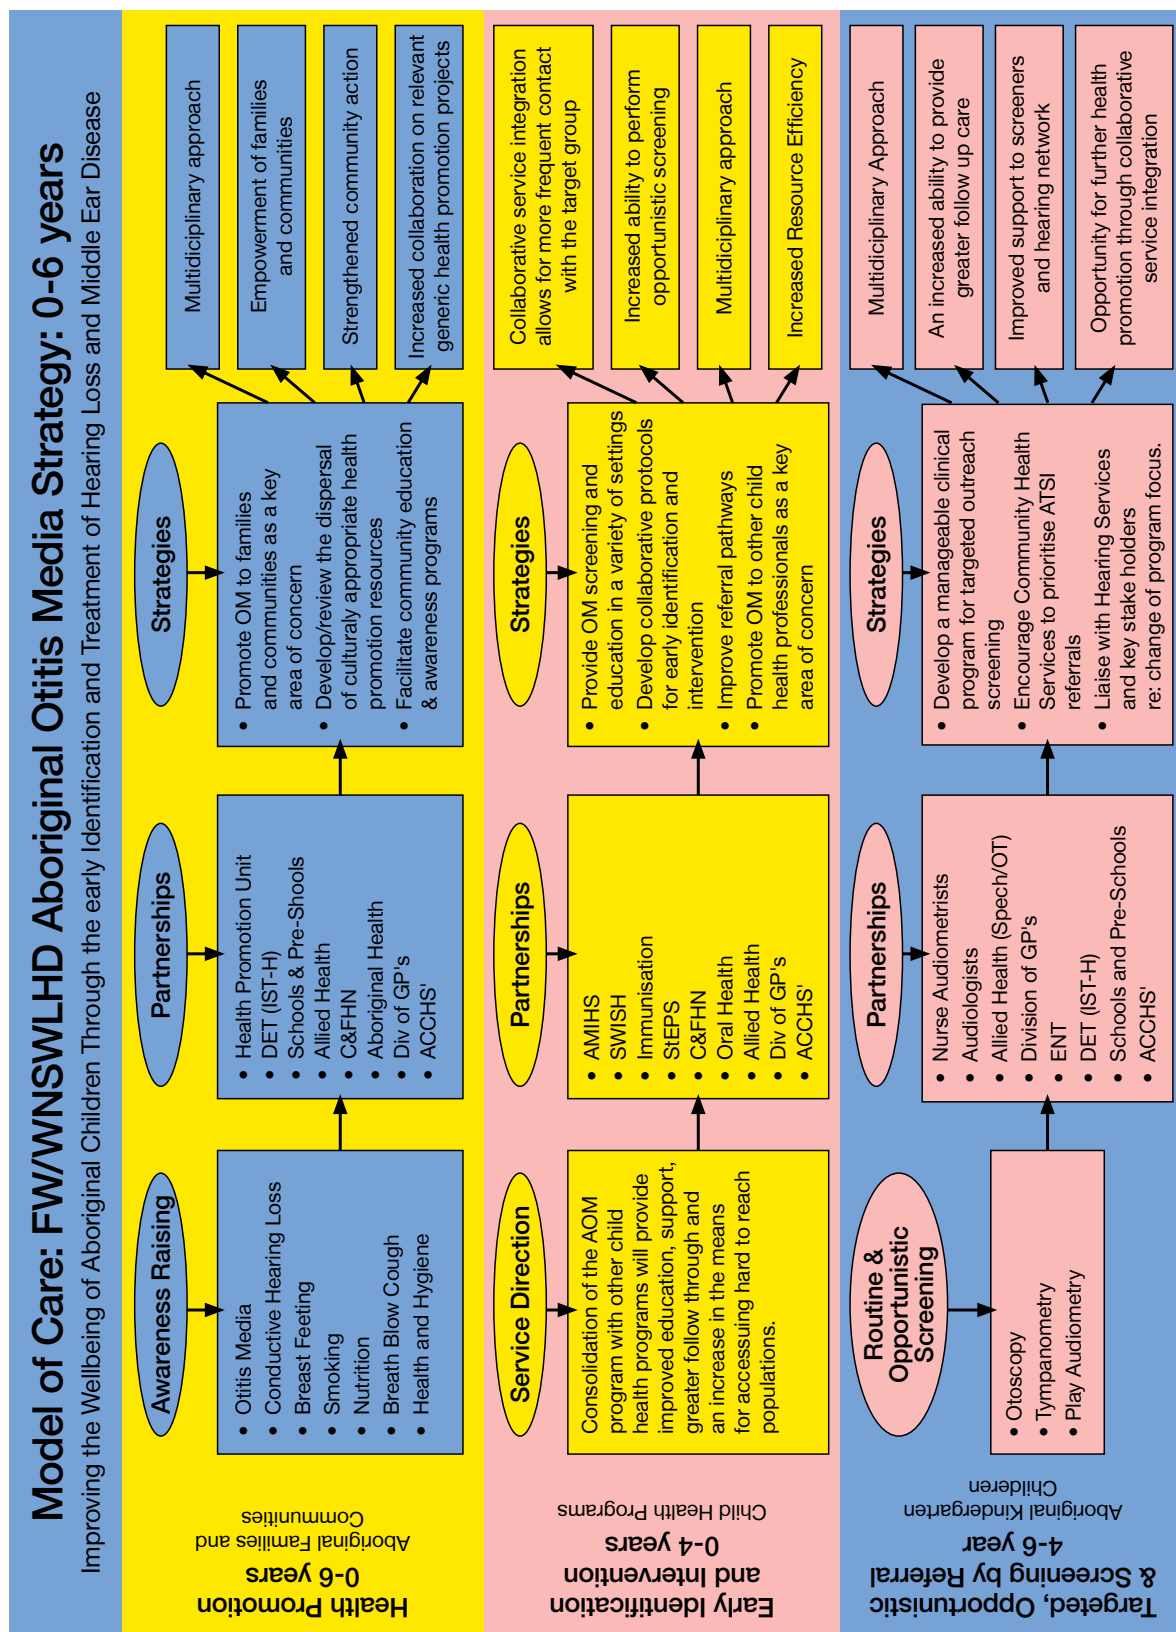 Model of Care: FW/WNSWLHD Aboriginal Otitis Media Strategy: 0-6 years
Improving the Wellbeing of Aboriginal Children Through the early Identification and Treatment of Hearing Loss and Middle Ear Disease
Health Promotion
0-6 years
Aboriginal Families and
Communities
Awareness Raising
• Otitis Media
• Conductive Hearing Loss
• Breast Feeding
• Smoking
• Nutrition
• Breath Blow Cough
• Health and Hygiene
Partnerships
• Health Promotion Unit
• DET (IST-H)
• Schools & Pre-Shools
• Allied Health
• C&FHN
• Aboriginal Health
• Div of GP's
• ACCHS'
Strategies
• Promote OM to families
and communities as a key
area of concern
• Develop/review the dispersal
of culturaly appropriate health
promotion resources
• Facilitate community education
& awareness programs
Multidiciplinary approach
Empowerment of families
and communities
Strengthened community action
Increased collaboration on relevant
generic health promotion projects
Early Identification
and Intervention
0-4 years
Child Health Programs
Service Direction
Consolidation of the AOM
program with other child
health programs will provide
improved education, support,
greater follow through and
an increase in the means
for accessing hard to reach
populations.
Partnerships
• AMIHS
• SWISH
• Immunisation
• StEPS
• C&FHN
• Oral Health
• Allied Health
• Div of GP's
• ACCHS'
Strategies
• Provide OM screening and
education in a variety of settings
• Develop collaborative protocols
for early identification and
intervention
• Improve referral pathways
• Promote OM to other child
health professionals as a key
area of concern
Collaborative service integration
allows for more frequent contact
with the target group
Increased ability to perform
opportunistic screening
Multidiciplinary approach
Increased Resource Efficiency
Targeted, Opportunistic
& Screening by Referral
4-6 year
Aboriginal Kindergarten
Childeren
Routine &
Opportunistic
Screening
• Otoscopy
• Tympanometry
• Play Audiometry
Partnerships
• Nurse Audiometrists
• Audiologists
• Allied Health (Spech/OT)
• Division of GP's
• ENT
• DET (IST-H)
• Schools and Pre-Schools
• ACCHS'
Strategies
• Develop a manageable clinical
program for targeted outreach
screening
• Encourage Community Health
Services to prioritise ATSI
referrals
• Liaise with Hearing Services
and key stake holders
re: change of program focus.
Multidiciplinary Approach
An increased ability to provide
greater follow up care
Improved support to screeners
and hearing network
Opportunity for further health
promotion through collaborative
service integration